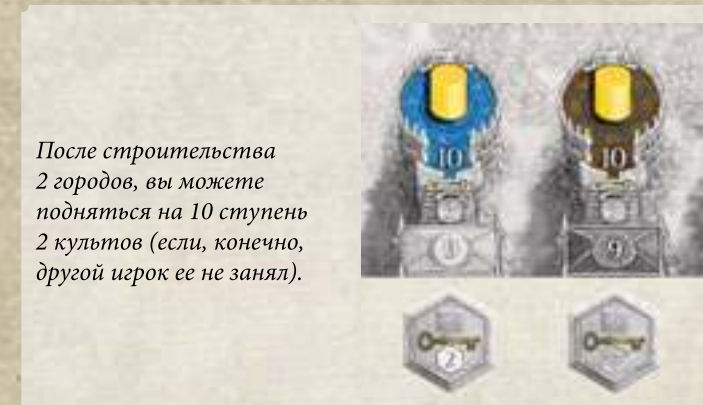 После строительства
2 городов, вы можете
подняться на 10 ступень
2 культов (если, конечно,
другой игрок ее не занял).
10
10
9
2